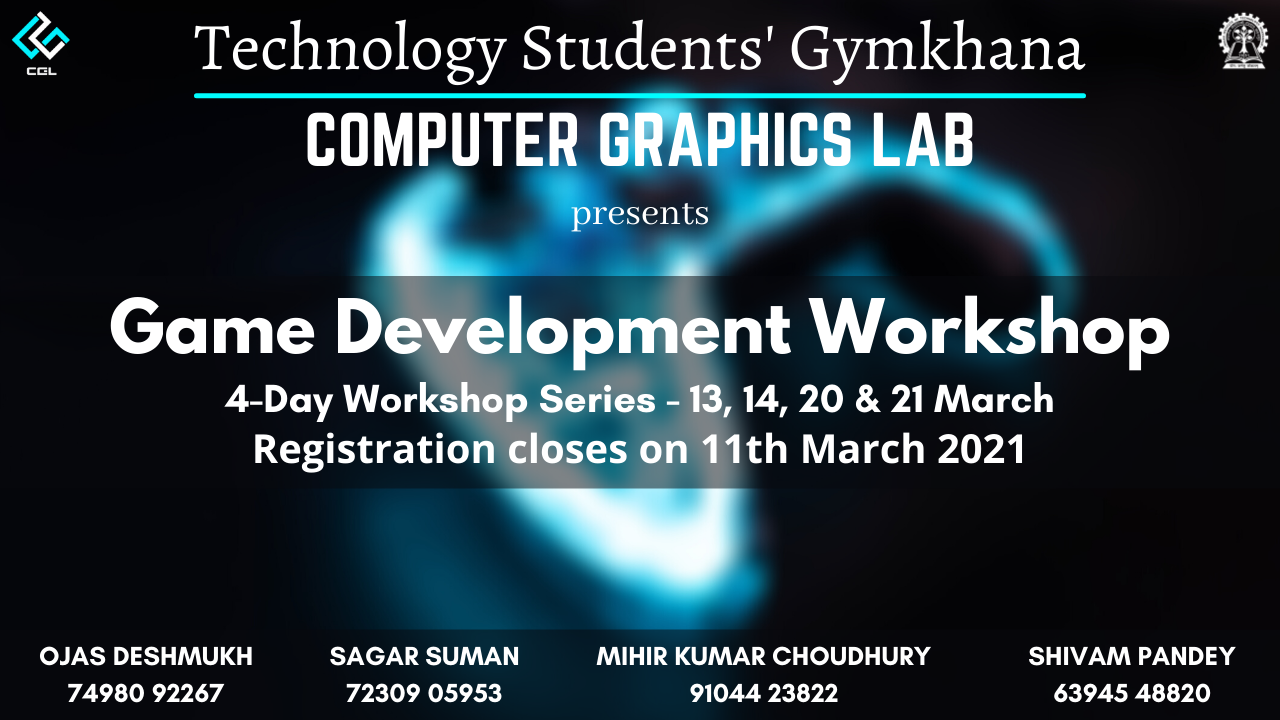 CGL
Technology Students' Gymkhana
COMPUTER GRAPHICS LAB
presents
Game Development Workshop
4-Day Workshop Series - 13, 14, 20 & 21 March
Registration closes on 11th March 2021
OJAS DESHMUKH
74980 92267
SAGAR SUMAN
72309 05953
MIHIR KUMAR CHOUDHURY
91044 23822
SHIVAM PANDEY
63945 48820